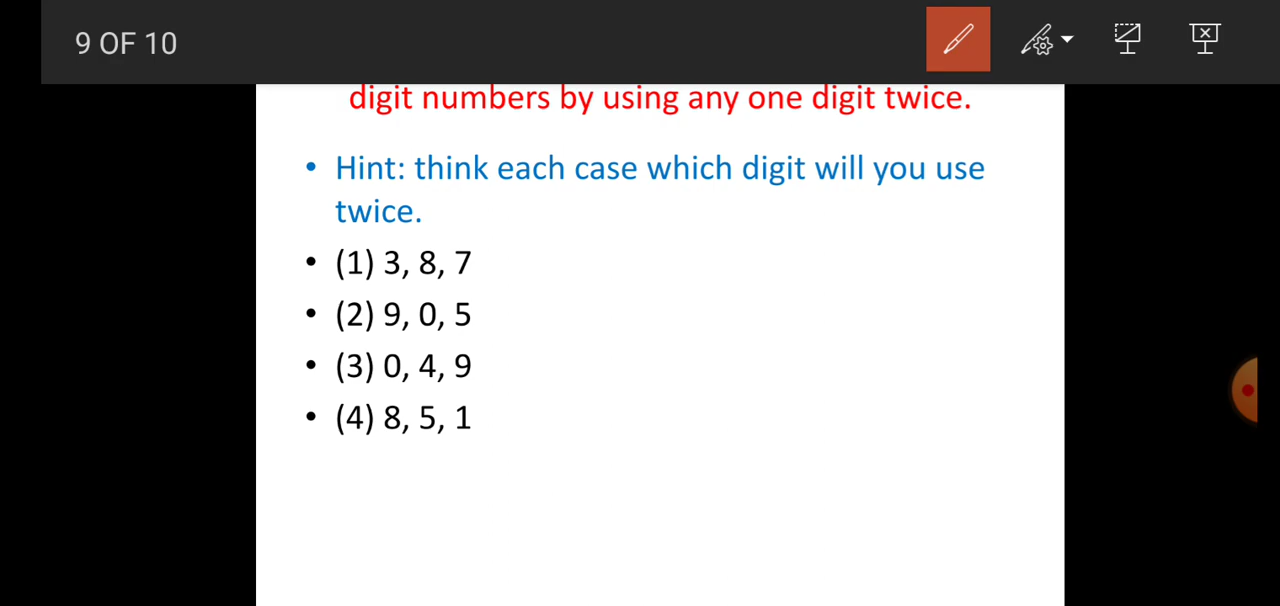 9 OF 10
digit numbers by using any one digit twice.
• Hint: think each case which digit will you use
twice.
• (1) 3, 8, 7
• (2) 9, 0, 5
• (3) 0, 4, 9
• (4) 8, 5, 1